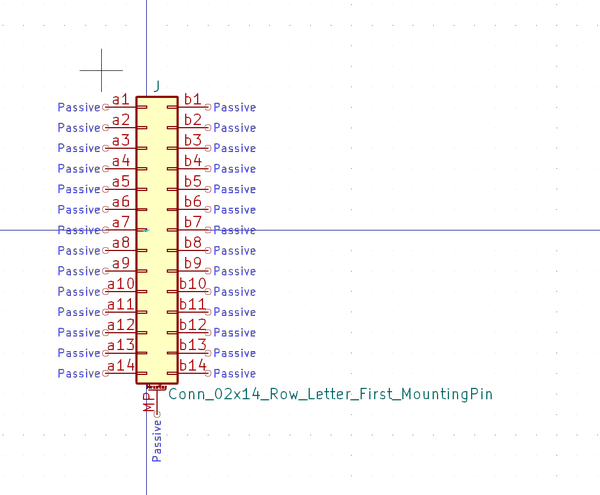 J
Passive a1 b1 Passive
Passive a2 b2 Passive
Passive a3 b3 Passive
Passive a4 b4 Passive
Passive a5 b5 Passive
Passive a6 b6 Passive
Passive a7 b7 Passive
Passive a8 b8 Passive
Passive a9 b9 Passive
Passive a10 b10 Passive
Passive a11 b11 Passive
Passive a12 b12 Passive
Passive a13 b13 Passive
Passive a14 b14 Passive
MP Conn_02x14_Row_Letter_First_MountingPin
Passive